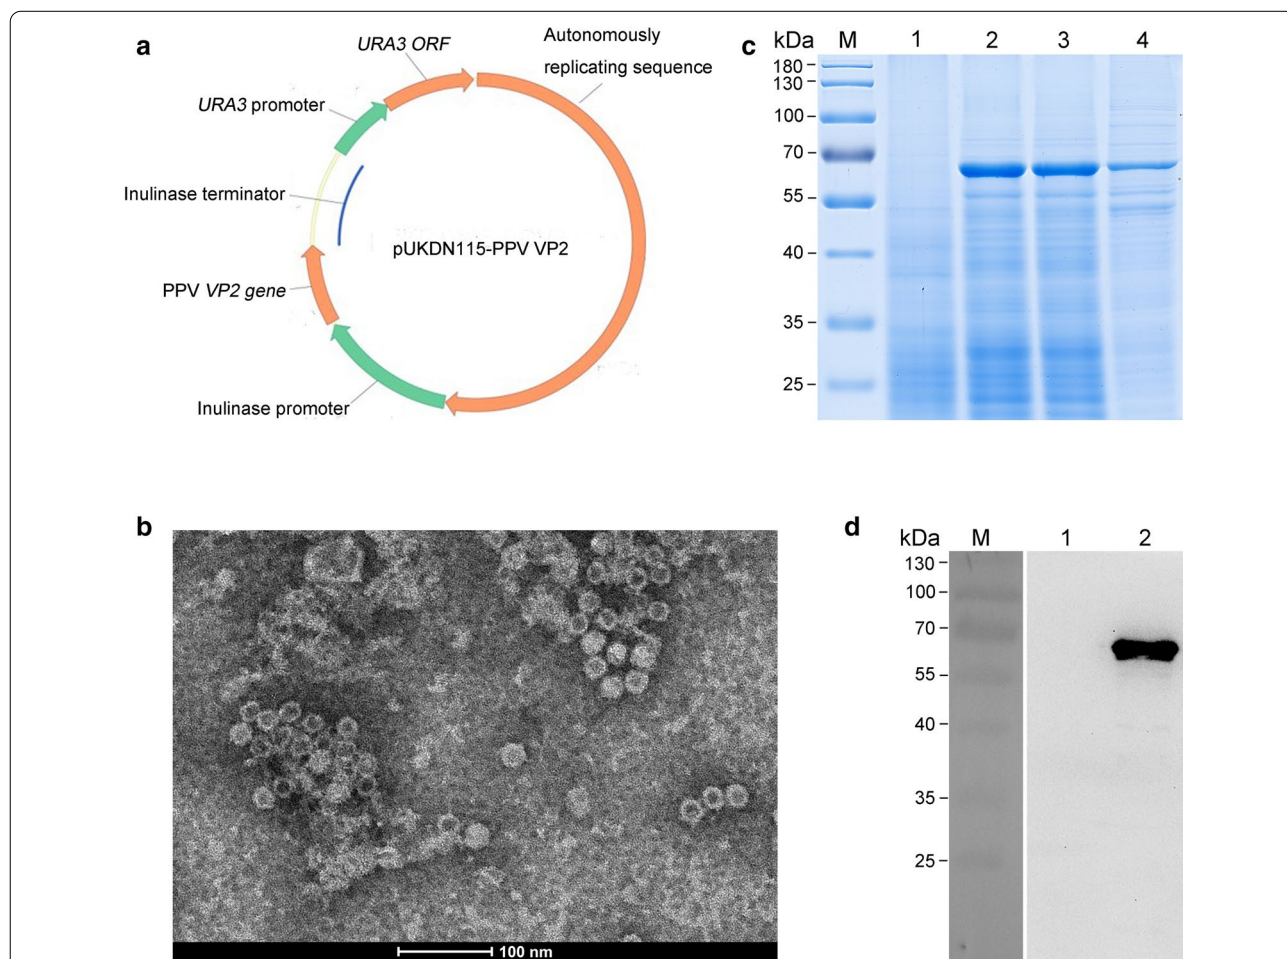 a
URA3 ORF
Autonomously
replicating sequence
URA3 promoter
Inulinase terminator
pUKDN115-PPV VP2
PPV VP2 gene
Inulinase promoter
c
kDa M 1 2 3 4
180
130
100
70
55
40
35
25
b
100 nm
d
kDa M 1 2
130
100
70
55
40
35
25